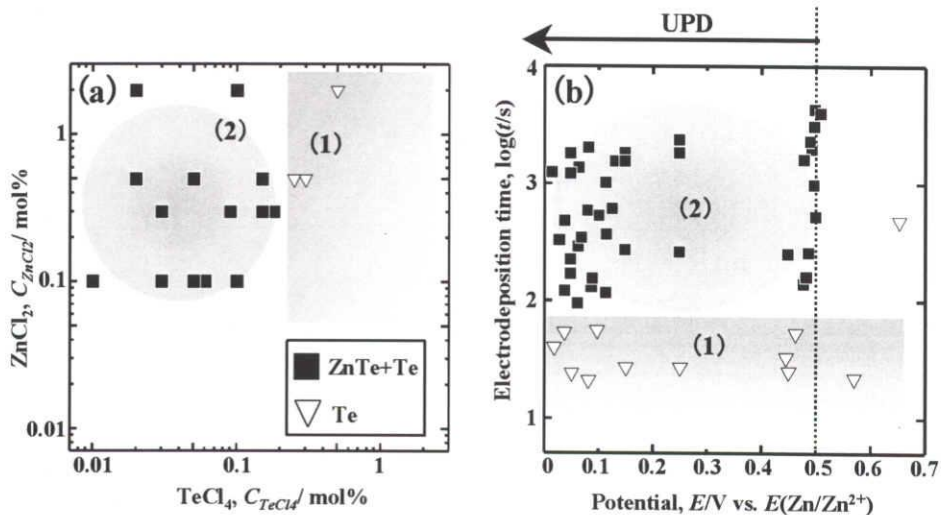 UPD
(a)
(2)
(1)
ZnCl2, CZnCl2/ mol%
1
0.1
0.01
ZnTe+Te
Te
0.01
0.1
1
TeCl4, CTeCl4/ mol%
(b)
(2)
(1)
Electrodeposition time, log(t/s)
4
3
2
1
0
0.1
0.2
0.3
0.4
0.5
0.6
0.7
Potential, E/V vs. E(Zn/Zn2+)